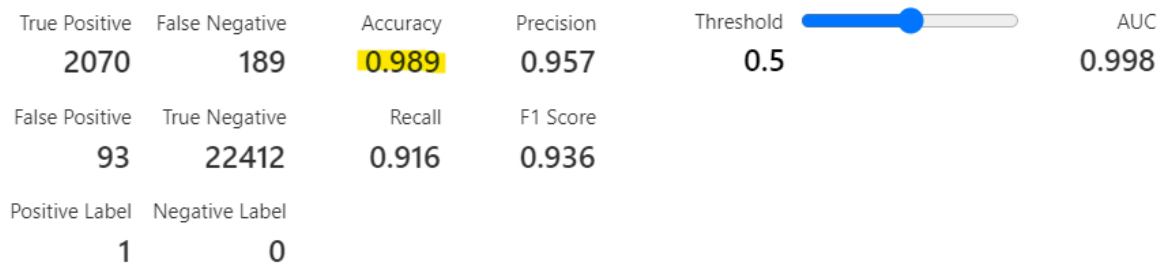 True Positive False Negative Accuracy Precision Threshold AUC
2070 189 0.989 0.957 0.5 0.998
False Positive True Negative Recall F1 Score
93 22412 0.916 0.936
Positive Label Negative Label
1 0